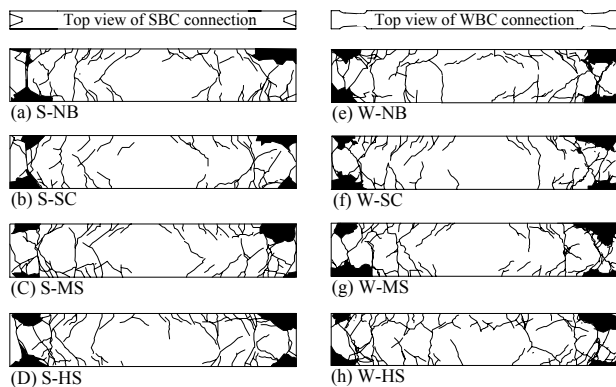 Top view of SBC connection
Top view of WBC connection
(a) S-NB
(e) W-NB
(b) S-SC
(f) W-SC
(C) S-MS
(g) W-MS
(D) S-HS
(h) W-HS